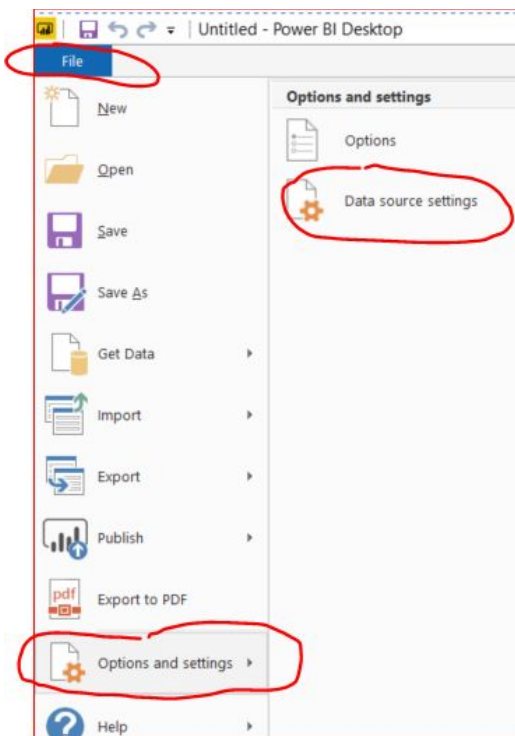 Untitled - Power BI Desktop
File
New
Open
Save
Save As
Get Data
Import
Export
Publish
pdf
Export to PDF
Options and settings
Help
Options and settings
Options
Data source settings